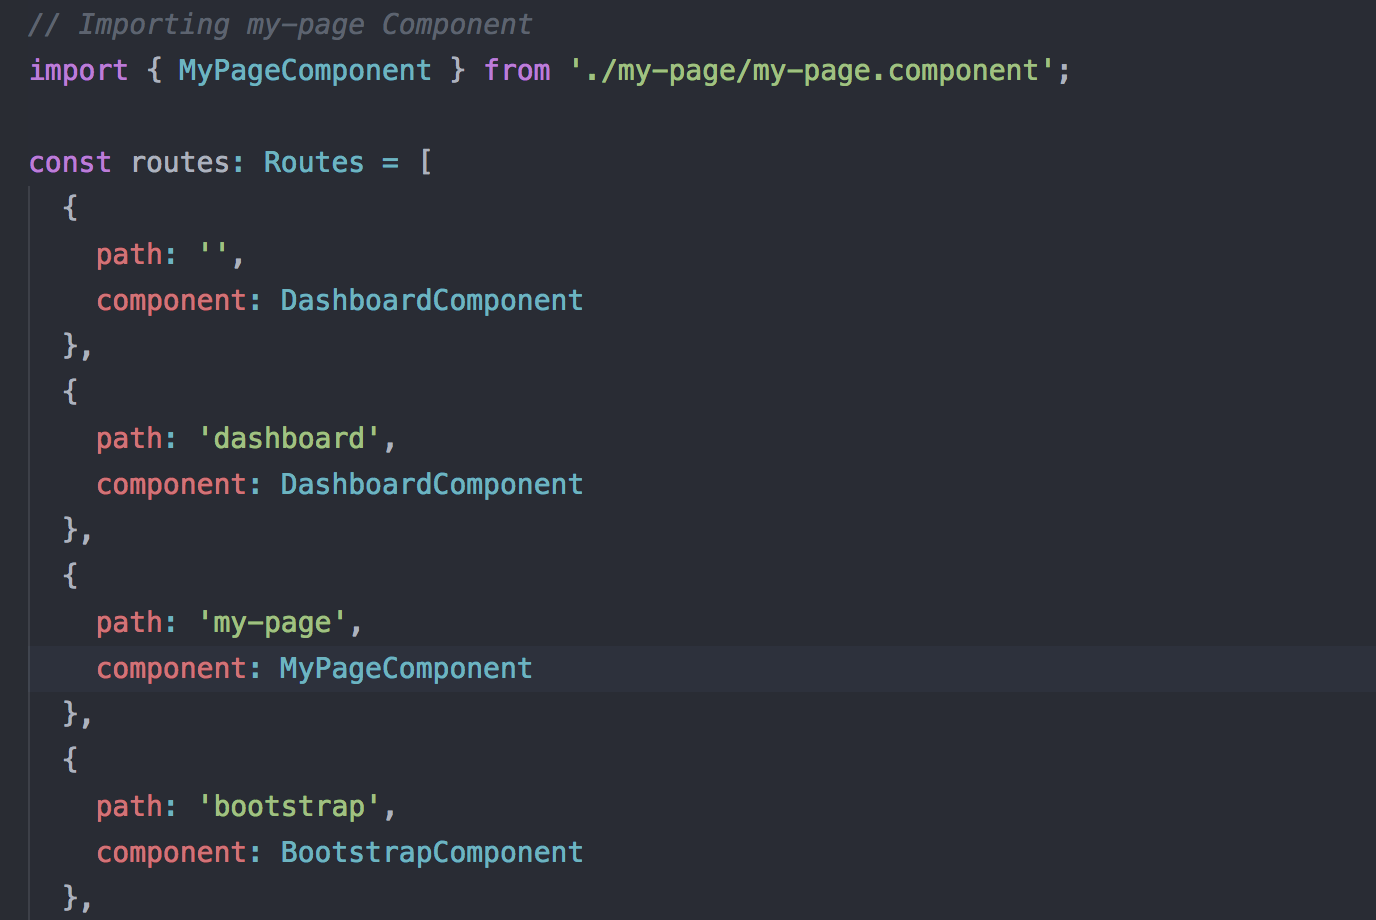 // Importing my-page Component
import { MyPageComponent } from './my-page/my-page.component';

const routes: Routes = [
  {
    path: '',
    component: DashboardComponent
  },
  {
    path: 'dashboard',
    component: DashboardComponent
  },
  {
    path: 'my-page',
    component: MyPageComponent
  },
  {
    path: 'bootstrap',
    component: BootstrapComponent
  },